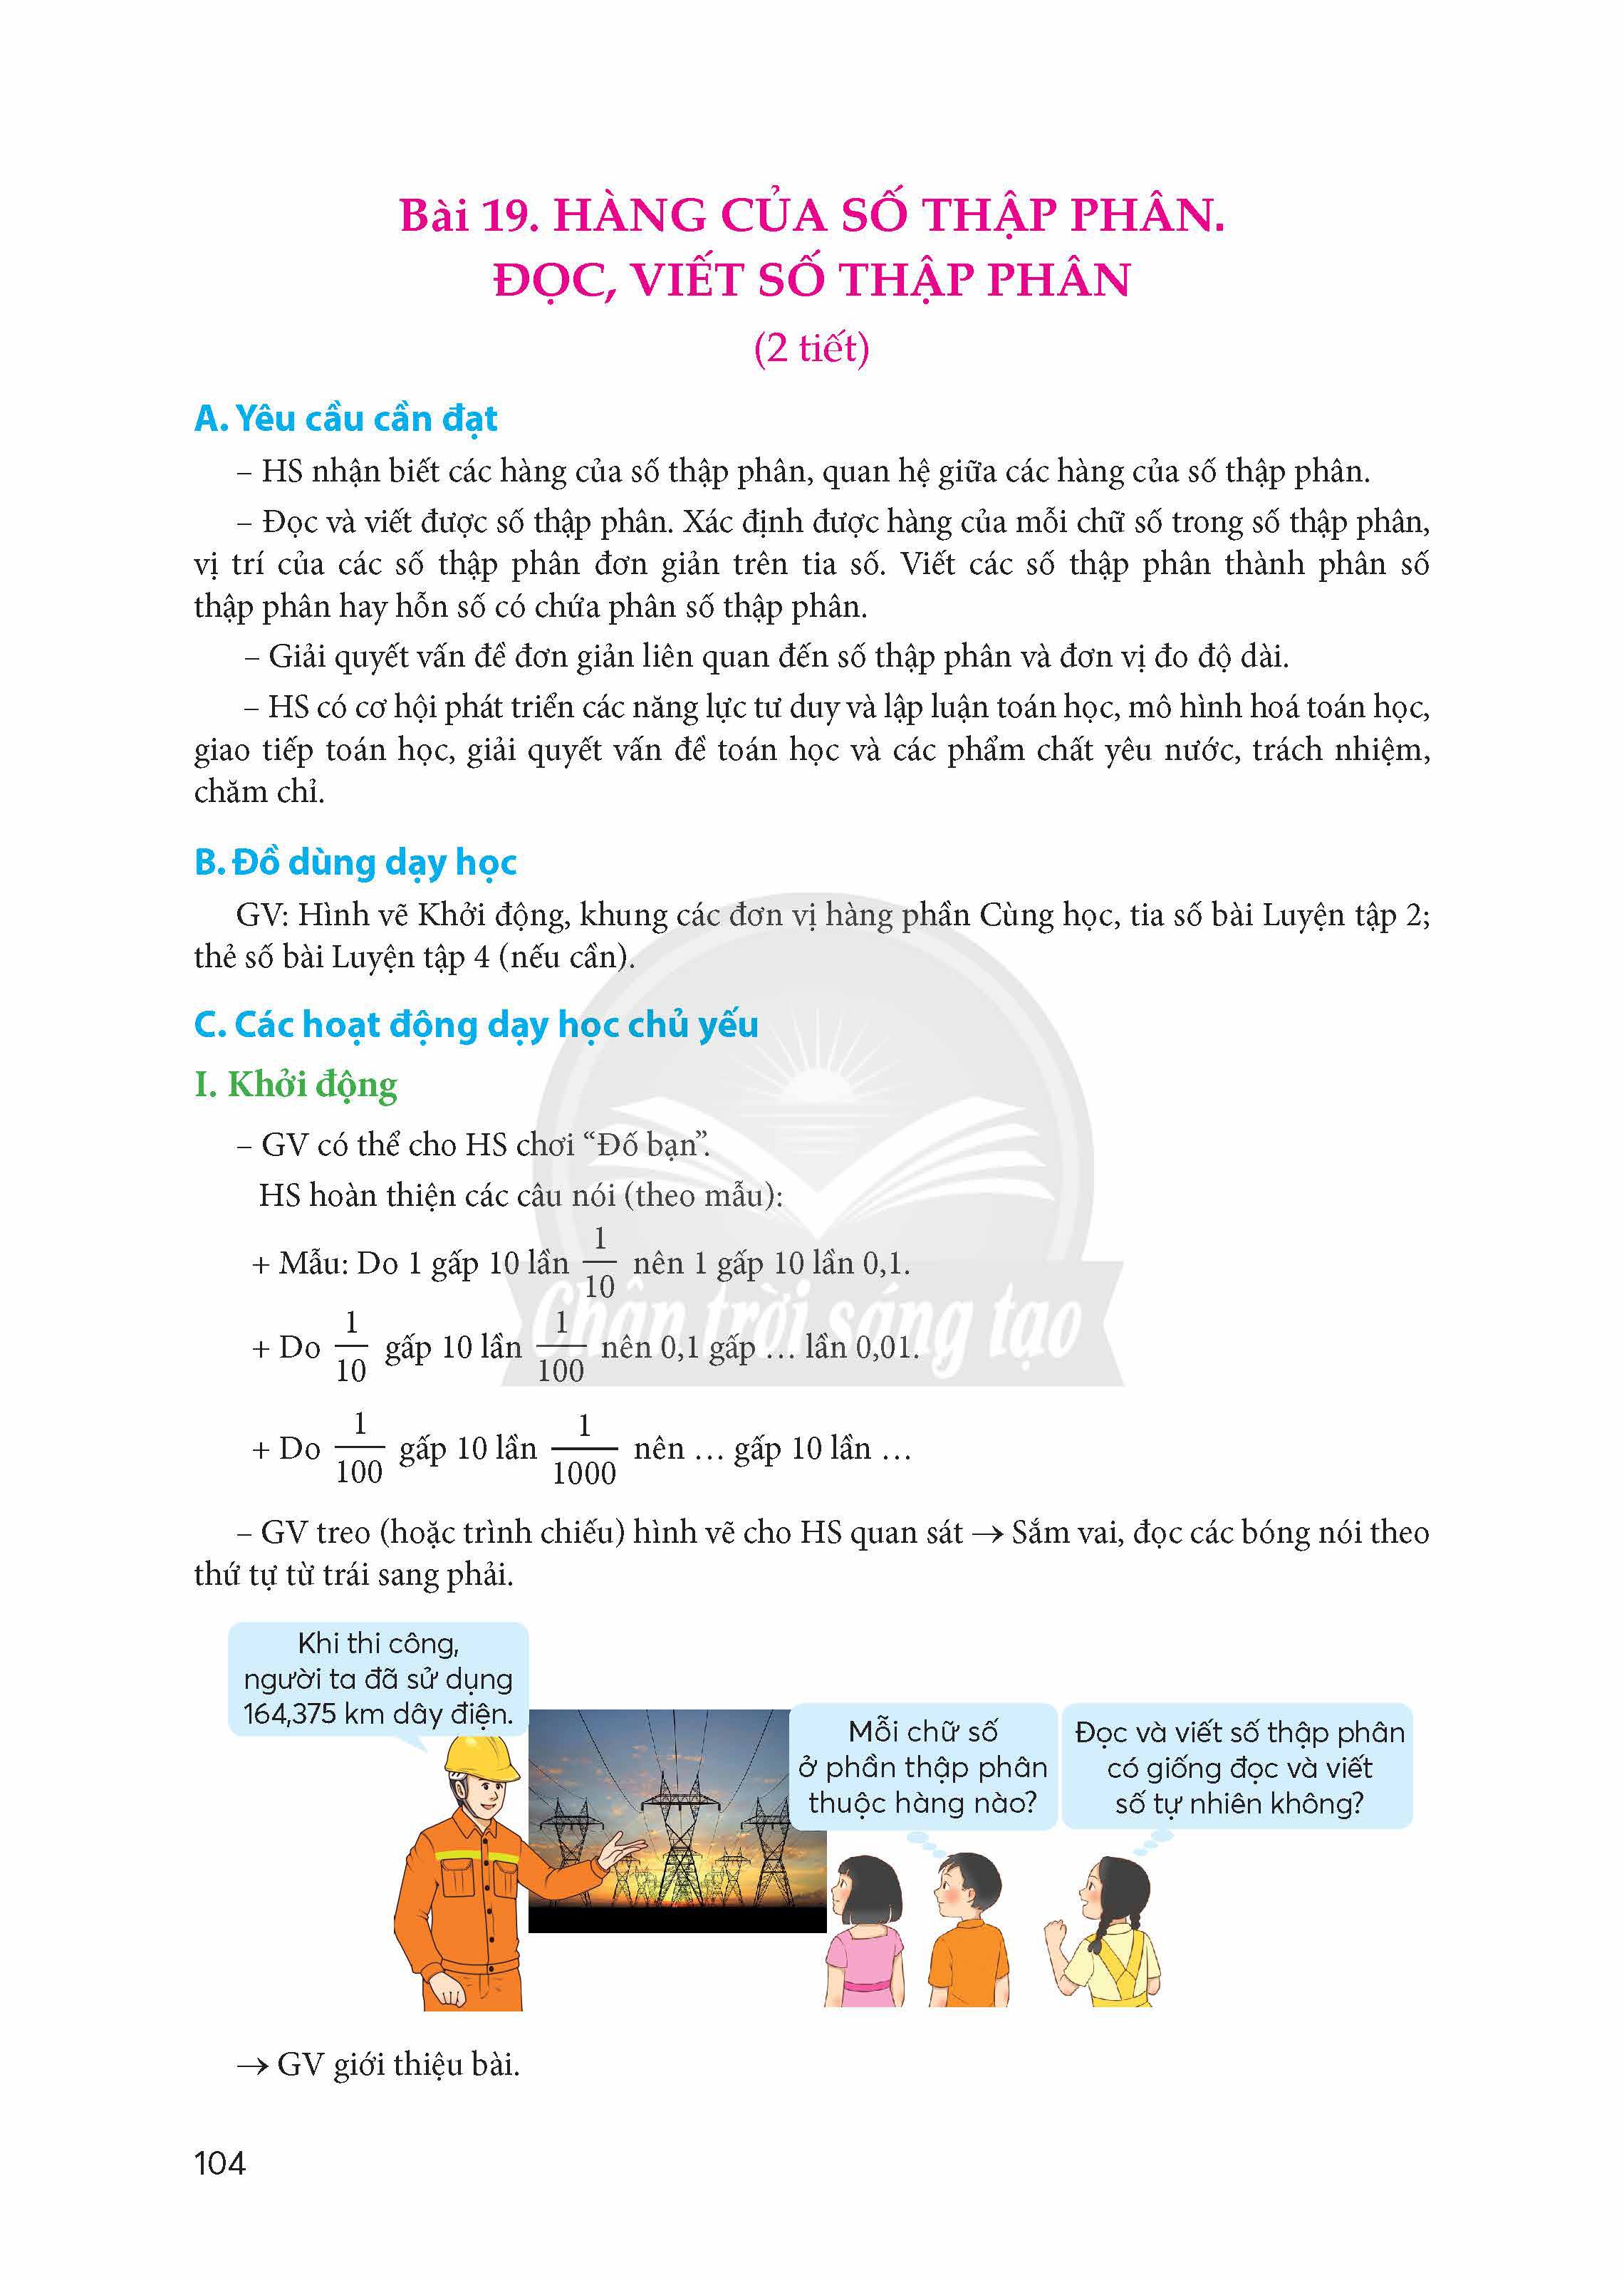 Bài 19. HÀNG CỦA SỐ THẬP PHÂN.
ĐỌC, VIẾT SỐ THẬP PHÂN
(2 tiết)
A. Yêu cầu cần đạt
– HS nhận biết các hàng của số thập phân, quan hệ giữa các hàng của số thập phân.
– Đọc và viết được số thập phân. Xác định được hàng của mỗi chữ số trong số thập phân,
vị trí của các số thập phân đơn giản trên tia số. Viết các số thập phân thành phân số
thập phân hay hỗn số có chứa phân số thập phân.
– Giải quyết vấn đề đơn giản liên quan đến số thập phân và đơn vị đo độ dài.
– HS có cơ hội phát triển các năng lực tư duy và lập luận toán học, mô hình hoá toán học,
giao tiếp toán học, giải quyết vấn đề toán học và các phẩm chất yêu nước, trách nhiệm,
chăm chỉ.
B. Đồ dùng dạy học
GV: Hình vẽ Khởi động, khung các đơn vị hàng phần Cùng học, tia số bài Luyện tập 2;
thẻ số bài Luyện tập 4 (nếu cần).
C. Các hoạt động dạy học chủ yếu
I. Khởi động
– GV có thể cho HS chơi “Đố bạn”.
HS hoàn thiện các câu nói (theo mẫu):
+ Mẫu: Do 1 gấp 10 lần 1/10 nên 1 gấp 10 lần 0,1.
+ Do 1/10 gấp 10 lần 1/100 nên 0,1 gấp … lần 0,01.
Chân trời sáng tạo
+ Do 1/100 gấp 10 lần 1/1000 nên … gấp 10 lần …
– GV treo (hoặc trình chiếu) hình vẽ cho HS quan sát → Sắm vai, đọc các bóng nói theo
thứ tự từ trái sang phải.
Khi thi công,
người ta đã sử dụng
164,375 km dây điện.
Mỗi chữ số
ở phần thập phân
thuộc hàng nào?
Đọc và viết số thập phân
có giống đọc và viết
số tự nhiên không?
→ GV giới thiệu bài.
104